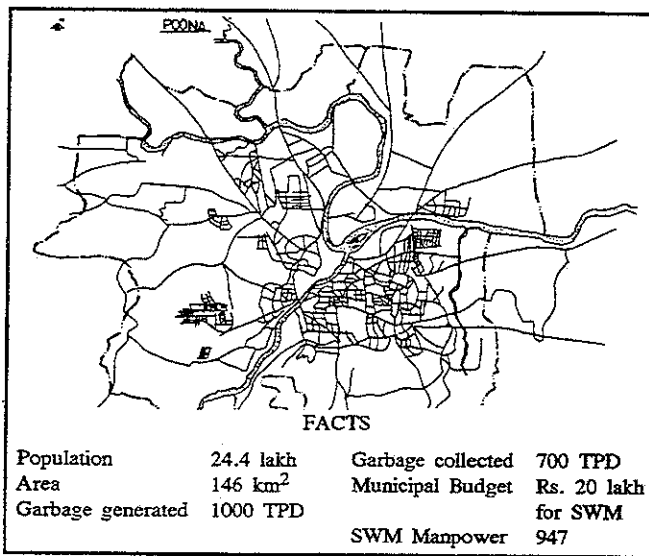 POONA
FACTS
Population 24.4 lakh
Area 146 km²
Garbage generated 1000 TPD
Garbage collected 700 TPD
Municipal Budget Rs. 20 lakh
for SWM
SWM Manpower 947